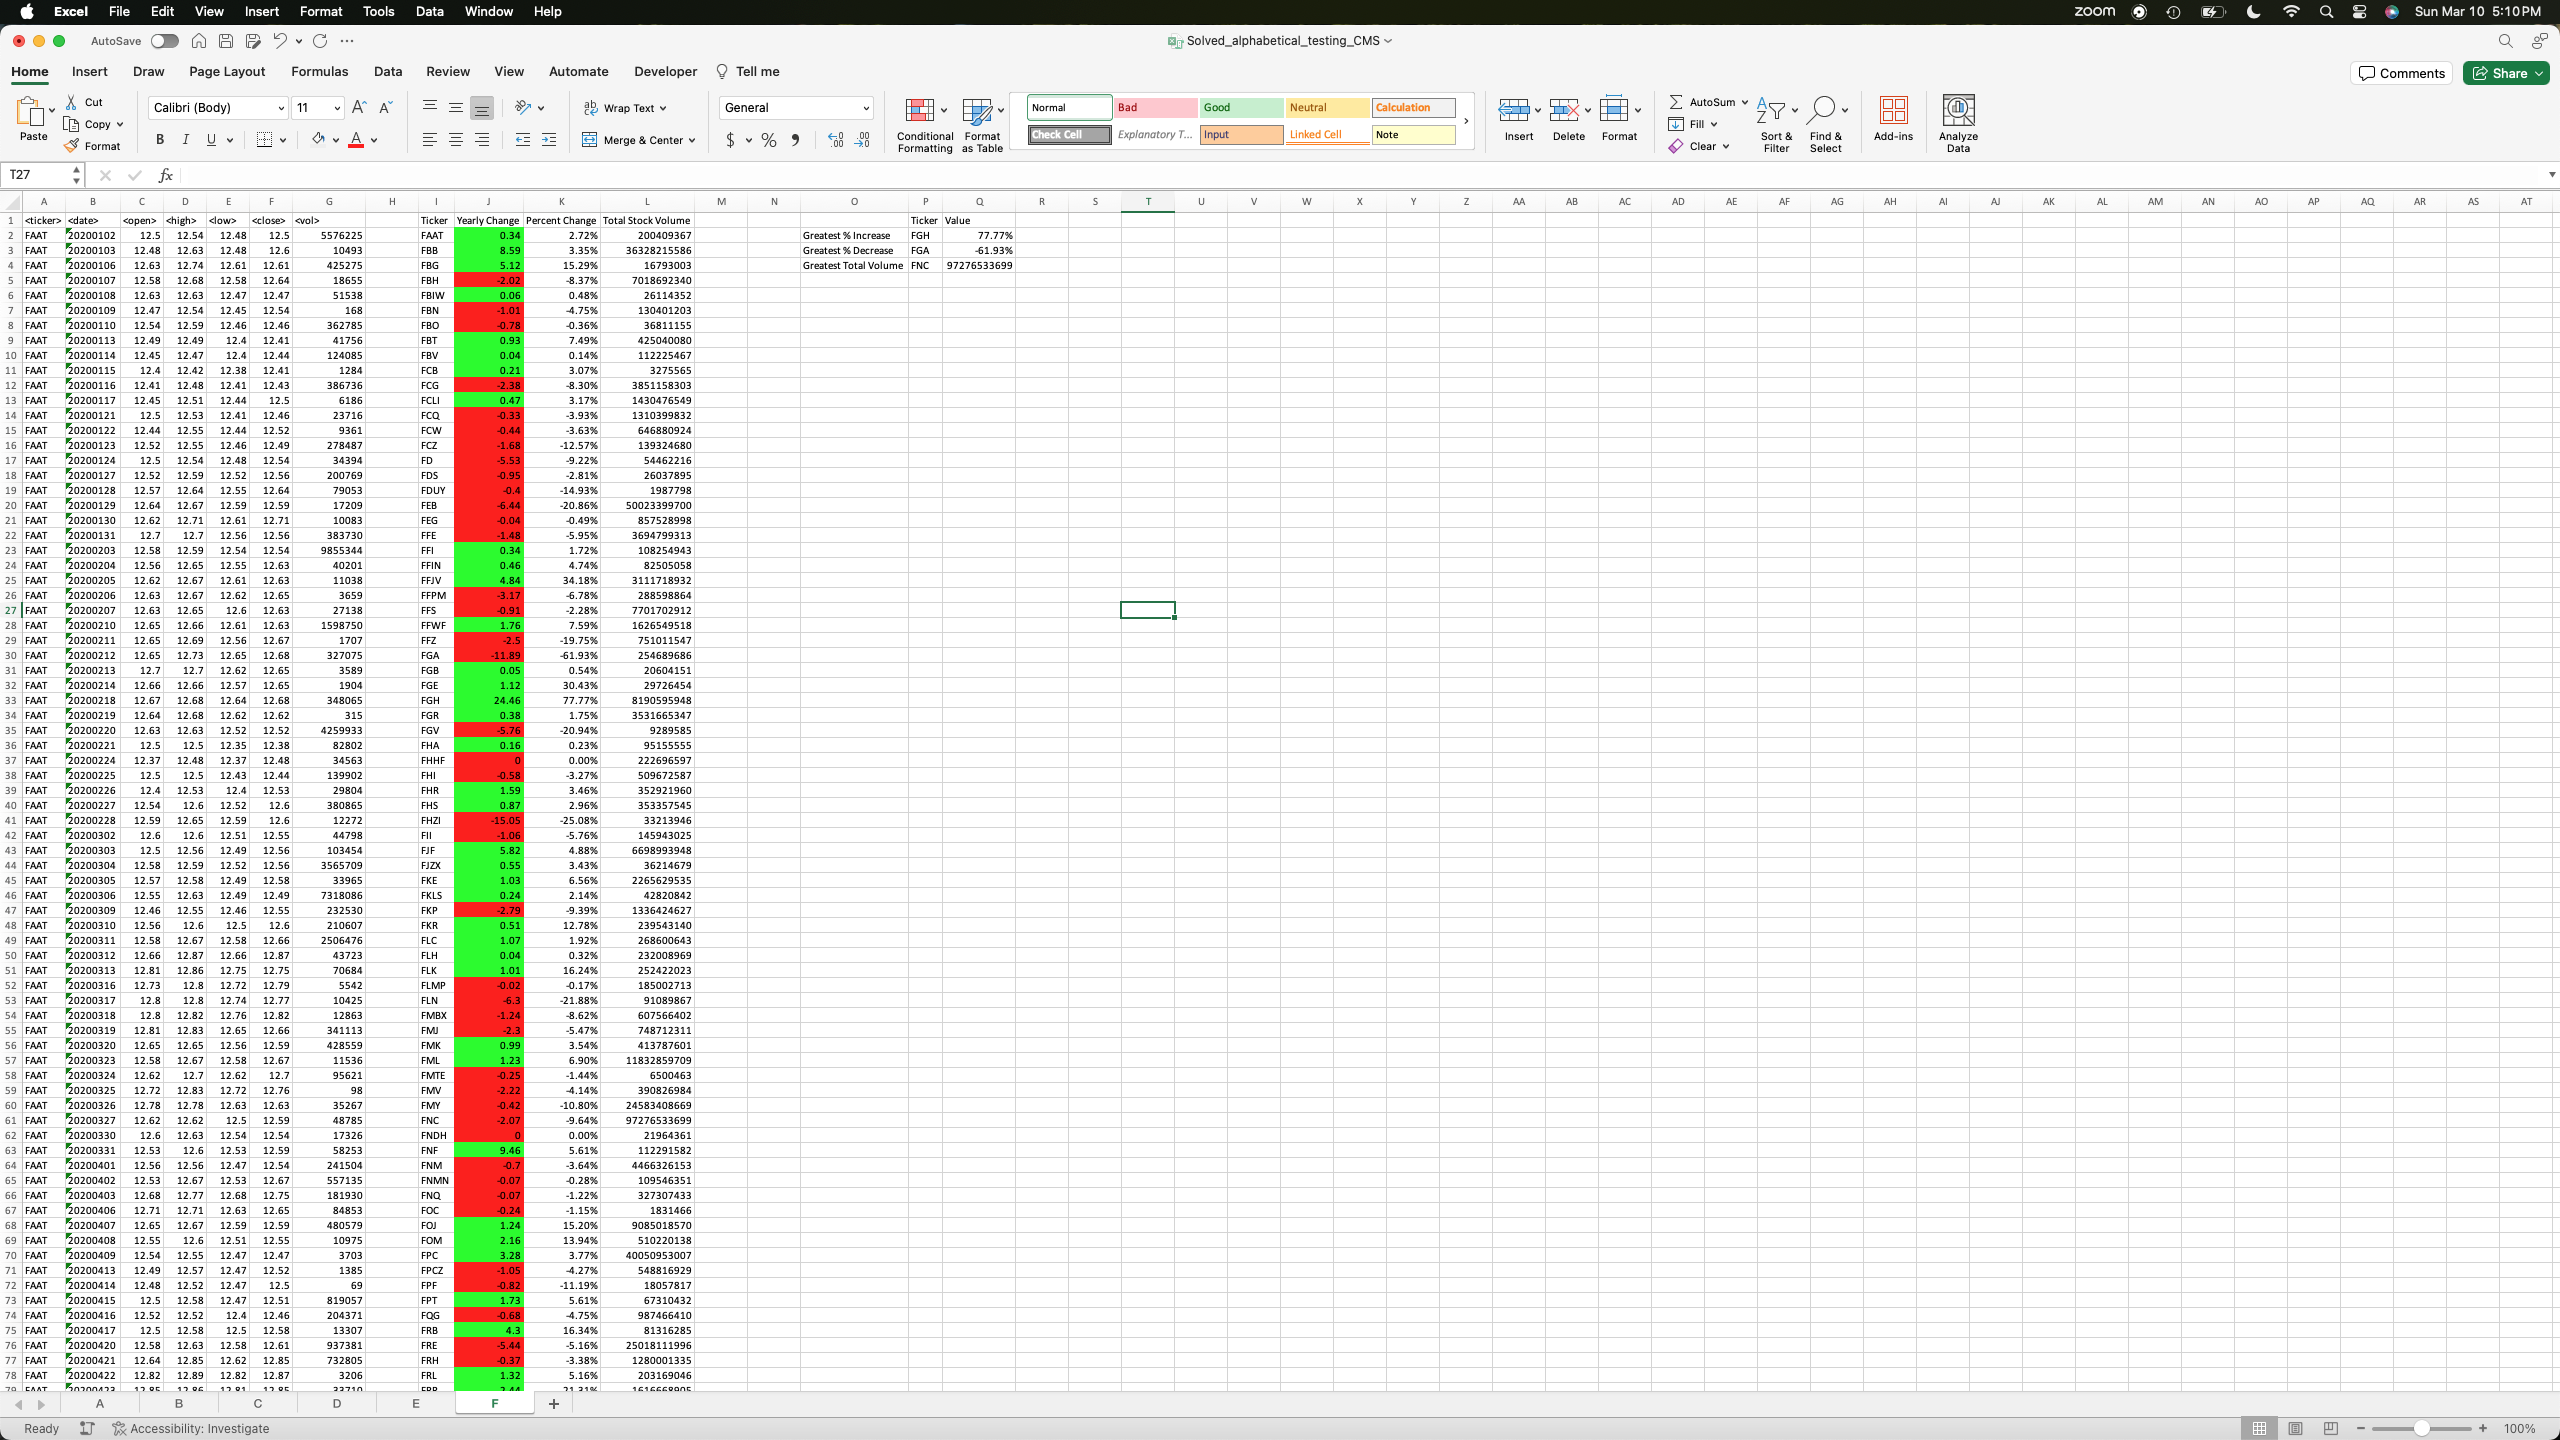 Excel File Edit View Insert Format Tools Data Window Help zoom Sun Mar 10 5:10 PM
AutoSave Solved_alphabetical_testing_CMS
Home Insert Draw Page Layout Formulas Data Review View Automate Developer Tell me Comments Share
Paste Cut Copy Format Calibri (Body) 11 Wrap Text Merge & Center General Conditional Formatting Format as Table Normal Bad Good Neutral Calculation Check Cell Explanatory T... Input Linked Cell Note Insert Delete Format AutoSum Fill Clear Sort & Filter Find & Select Add-ins Analyze Data
T27 fx
A B C D E F G H I J K L M N O P Q R S T U V W X Y Z AA AB AC AD AE AF AG AH AI AJ AK AL AM AN AO AP AQ AR AS AT
1 <ticker> <date> <open> <high> <low> <close> <vol> Ticker Yearly Change Percent Change Total Stock Volume Ticker Value
2 FAAT 20200102 12.5 12.54 12.48 12.5 5576225 FAAT 0.34 2.72% 200409367 Greatest % Increase FGH 77.77%
3 FAAT 20200103 12.48 12.63 12.48 12.6 10493 FBB 8.59 3.35% 36328215586 Greatest % Decrease FGA -61.93%
4 FAAT 20200106 12.63 12.74 12.61 12.61 425275 FBG 5.12 15.29% 16793003 Greatest Total Volume FNC 97276533699
5 FAAT 20200107 12.58 12.68 12.58 12.64 18655 FBH -2.02 -8.37% 7018692340
6 FAAT 20200108 12.63 12.63 12.47 12.47 51538 FBIW 0.06 0.48% 26114352
7 FAAT 20200109 12.47 12.54 12.45 12.54 168 FBN -1.01 -4.75% 130401203
8 FAAT 20200110 12.54 12.59 12.46 12.46 362785 FBO -0.78 -0.36% 36811155
9 FAAT 20200113 12.49 12.49 12.4 12.41 41756 FBT 0.93 7.49% 425040080
10 FAAT 20200114 12.45 12.47 12.4 12.44 124085 FBV 0.04 0.14% 112225467
11 FAAT 20200115 12.4 12.42 12.38 12.41 1284 FCB 0.21 3.07% 3275565
12 FAAT 20200116 12.41 12.48 12.41 12.43 386736 FCG -2.38 -8.30% 3851158303
13 FAAT 20200117 12.45 12.51 12.44 12.5 6186 FCLI 0.47 3.17% 1430476549
14 FAAT 20200121 12.5 12.53 12.41 12.46 23716 FCQ -0.33 -3.93% 1310399832
15 FAAT 20200122 12.44 12.55 12.44 12.52 9361 FCW -0.44 -3.63% 646880924
16 FAAT 20200123 12.52 12.55 12.46 12.49 278487 FCZ -1.68 -12.57% 139324680
17 FAAT 20200124 12.5 12.54 12.48 12.54 34394 FD -5.53 -9.22% 54462216
18 FAAT 20200127 12.52 12.59 12.52 12.56 200769 FDS -0.95 -2.81% 26037895
19 FAAT 20200128 12.57 12.64 12.55 12.64 79053 FDUY -0.4 -14.93% 1987798
20 FAAT 20200129 12.64 12.67 12.59 12.59 17209 FEB -6.44 -20.86% 50023399700
21 FAAT 20200130 12.62 12.71 12.61 12.71 10083 FEG -0.04 -0.49% 857528998
22 FAAT 20200131 12.7 12.7 12.56 12.56 383730 FFE -1.48 -5.95% 3694799313
23 FAAT 20200203 12.58 12.59 12.54 12.54 9855344 FFI 0.34 1.72% 108254943
24 FAAT 20200204 12.56 12.65 12.55 12.63 40201 FFIN 0.46 4.74% 82505058
25 FAAT 20200205 12.62 12.67 12.61 12.63 11038 FFJV 4.84 34.18% 3111718932
26 FAAT 20200206 12.63 12.67 12.62 12.65 3659 FFPM -3.17 -6.78% 288598864
27 FAAT 20200207 12.63 12.65 12.6 12.63 27138 FFS -0.91 -2.28% 7701702912
28 FAAT 20200210 12.65 12.66 12.61 12.63 1598750 FFWF 1.76 7.59% 1626549518
29 FAAT 20200211 12.65 12.69 12.56 12.67 1707 FFZ -2.5 -19.75% 751011547
30 FAAT 20200212 12.65 12.73 12.65 12.68 327075 FGA -11.89 -61.93% 254689686
31 FAAT 20200213 12.7 12.7 12.62 12.65 3589 FGB 0.05 0.54% 20604151
32 FAAT 20200214 12.66 12.66 12.57 12.65 1904 FGE 1.12 30.43% 29726454
33 FAAT 20200218 12.67 12.68 12.64 12.68 348065 FGH 24.46 77.77% 8190595948
34 FAAT 20200219 12.64 12.68 12.62 12.62 315 FGR 0.38 1.75% 3531665347
35 FAAT 20200220 12.63 12.63 12.52 12.52 4259933 FGV -5.76 -20.94% 9289585
36 FAAT 20200221 12.5 12.5 12.35 12.38 82802 FHA 0.16 0.23% 95155555
37 FAAT 20200224 12.37 12.48 12.37 12.48 34563 FHHF 0 0.00% 222696597
38 FAAT 20200225 12.5 12.5 12.43 12.44 139902 FHI -0.58 -3.27% 509672587
39 FAAT 20200226 12.4 12.53 12.4 12.53 29804 FHR 1.59 3.46% 352921960
40 FAAT 20200227 12.54 12.6 12.52 12.6 380865 FHS 0.87 2.96% 353357545
41 FAAT 20200228 12.59 12.65 12.59 12.6 12272 FHZI -15.05 -25.08% 33213946
42 FAAT 20200302 12.6 12.6 12.51 12.55 44798 FII -1.06 -5.76% 145943025
43 FAAT 20200303 12.5 12.56 12.49 12.56 103454 FJF 5.82 4.88% 6698993948
44 FAAT 20200304 12.58 12.59 12.52 12.56 3565709 FJZX 0.55 3.43% 36214679
45 FAAT 20200305 12.57 12.58 12.49 12.58 33965 FKE 1.03 6.56% 2265629535
46 FAAT 20200306 12.55 12.63 12.49 12.49 7318086 FKLS 0.24 2.14% 42820842
47 FAAT 20200309 12.46 12.55 12.46 12.55 232530 FKP -2.79 -9.39% 1336424627
48 FAAT 20200310 12.56 12.6 12.5 12.6 210607 FKR 0.51 12.78% 239543140
49 FAAT 20200311 12.58 12.67 12.58 12.66 2506476 FLC 1.07 1.92% 268600643
50 FAAT 20200312 12.66 12.87 12.66 12.87 43723 FLH 0.04 0.32% 232008969
51 FAAT 20200313 12.81 12.86 12.75 12.75 70684 FLK 1.01 16.24% 252422023
52 FAAT 20200316 12.73 12.8 12.72 12.79 5542 FLMP -0.02 -0.17% 185002713
53 FAAT 20200317 12.8 12.8 12.74 12.77 10425 FLN -6.3 -21.88% 91089867
54 FAAT 20200318 12.8 12.82 12.76 12.82 12863 FMBX -1.24 -8.62% 607566402
55 FAAT 20200319 12.81 12.83 12.65 12.66 341113 FMJ -2.3 -5.47% 748712311
56 FAAT 20200320 12.65 12.65 12.56 12.59 428559 FMK 0.99 3.54% 413787601
57 FAAT 20200323 12.58 12.67 12.58 12.67 11536 FML 1.23 6.90% 11832859709
58 FAAT 20200324 12.62 12.7 12.62 12.7 95621 FMTE -0.25 -1.44% 6500463
59 FAAT 20200325 12.72 12.83 12.72 12.76 98 FMV -2.22 -4.14% 390826984
60 FAAT 20200326 12.78 12.78 12.63 12.63 35267 FMY -0.42 -10.80% 24583408669
61 FAAT 20200327 12.62 12.62 12.5 12.59 48785 FNC -2.07 -9.64% 97276533699
62 FAAT 20200330 12.6 12.63 12.54 12.54 17326 FNDH 0 0.00% 21964361
63 FAAT 20200331 12.53 12.6 12.53 12.59 58253 FNF 9.46 5.61% 112291582
64 FAAT 20200401 12.56 12.56 12.47 12.54 241504 FNM -0.7 -3.64% 4466326153
65 FAAT 20200402 12.53 12.67 12.53 12.67 557135 FNMN -0.07 -0.28% 109546351
66 FAAT 20200403 12.68 12.77 12.68 12.75 181930 FNQ -0.07 -1.22% 327307433
67 FAAT 20200406 12.71 12.71 12.63 12.65 84853 FOC -0.24 -1.15% 1831466
68 FAAT 20200407 12.65 12.67 12.59 12.59 480579 FOJ 1.24 15.20% 9085018570
69 FAAT 20200408 12.55 12.6 12.51 12.55 10975 FOM 2.16 13.94% 510220138
70 FAAT 20200409 12.54 12.55 12.47 12.47 3703 FPC 3.28 3.77% 40050953007
71 FAAT 20200413 12.49 12.57 12.47 12.52 1385 FPCZ -1.05 -4.27% 548816929
72 FAAT 20200414 12.48 12.52 12.47 12.5 69 FPF -0.82 -11.19% 18057817
73 FAAT 20200415 12.5 12.58 12.47 12.51 819057 FPT 1.73 5.61% 67310432
74 FAAT 20200416 12.52 12.52 12.4 12.46 204371 FQG -0.68 -4.75% 987466410
75 FAAT 20200417 12.5 12.58 12.5 12.58 13307 FRB 4.3 16.34% 81316285
76 FAAT 20200420 12.58 12.63 12.58 12.61 937381 FRE -5.44 -5.16% 25018111996
77 FAAT 20200421 12.64 12.85 12.62 12.85 732805 FRH -0.37 -3.38% 1280001335
78 FAAT 20200422 12.82 12.89 12.82 12.87 3206 FRL 1.32 5.16% 203169046
A B C D E F
Ready Accessibility: Investigate 100%